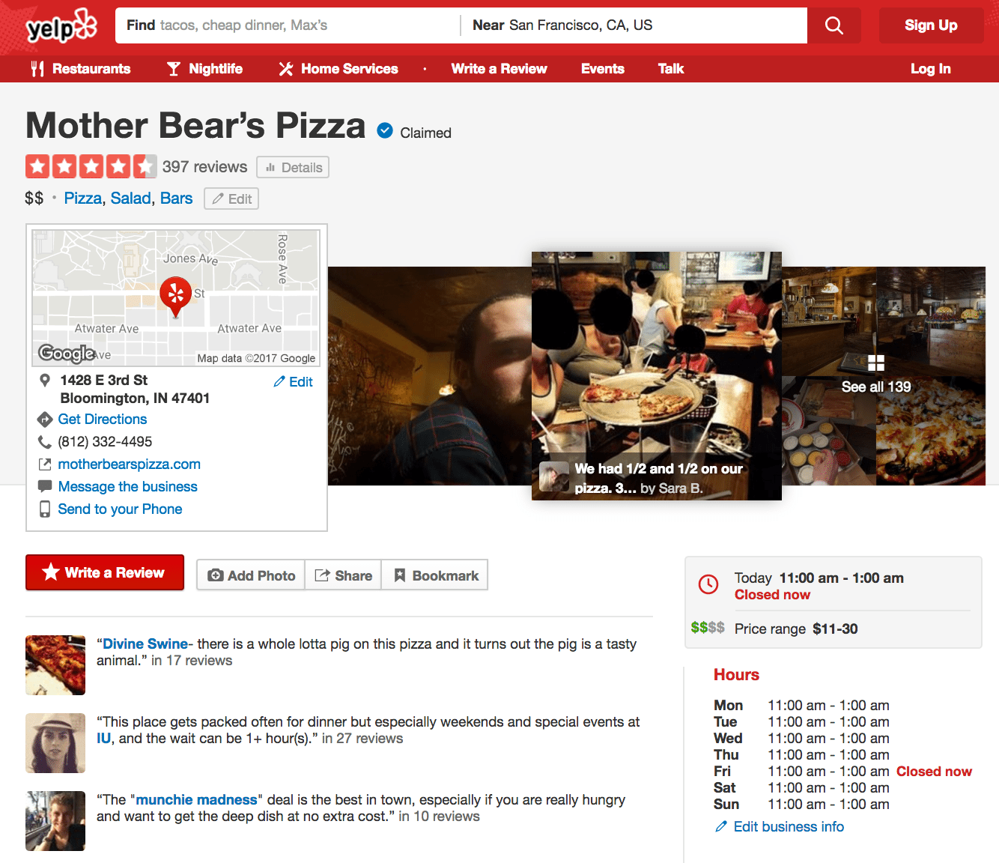 yelp
Find tacos, cheap dinner, Max's
Near San Francisco, CA, US
Sign Up
Restaurants
Nightlife
Home Services
·
Write a Review
Events
Talk
Log In
Mother Bear's Pizza
Claimed
397 reviews
Details
$$ · Pizza, Salad, Bars
Edit
Jones Ave
Rose Ave
St
Atwater Ave
Atwater Ave
Google
Ave
Map data ©2017 Google
1428 E 3rd St
Edit
Bloomington, IN 47401
Get Directions
(812) 332-4495
motherbearspizza.com
Message the business
Send to your Phone
We had 1/2 and 1/2 on our
pizza. 3... by Sara B.
See all 139
Write a Review
Add Photo
Share
Bookmark
Today 11:00 am - 1:00 am
Closed now
$$$$ Price range $11-30
“Divine Swine- there is a whole lotta pig on this pizza and it turns out the pig is a tasty
animal.” in 17 reviews
“This place gets packed often for dinner but especially weekends and special events at
IU, and the wait can be 1+ hour(s).” in 27 reviews
“The "munchie madness" deal is the best in town, especially if you are really hungry
and want to get the deep dish at no extra cost.” in 10 reviews
Hours
Mon 11:00 am - 1:00 am
Tue 11:00 am - 1:00 am
Wed 11:00 am - 1:00 am
Thu 11:00 am - 1:00 am
Fri 11:00 am - 1:00 am Closed now
Sat 11:00 am - 1:00 am
Sun 11:00 am - 1:00 am
Edit business info